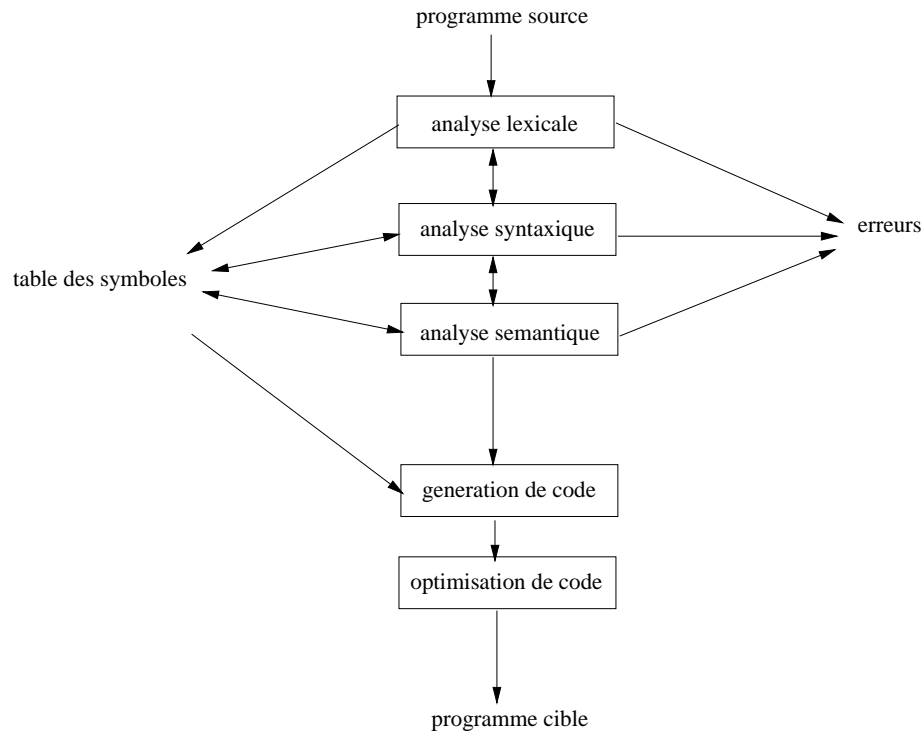 programme source
analyse lexicale
analyse syntaxique
erreurs
table des symboles
analyse semantique
generation de code
optimisation de code
programme cible